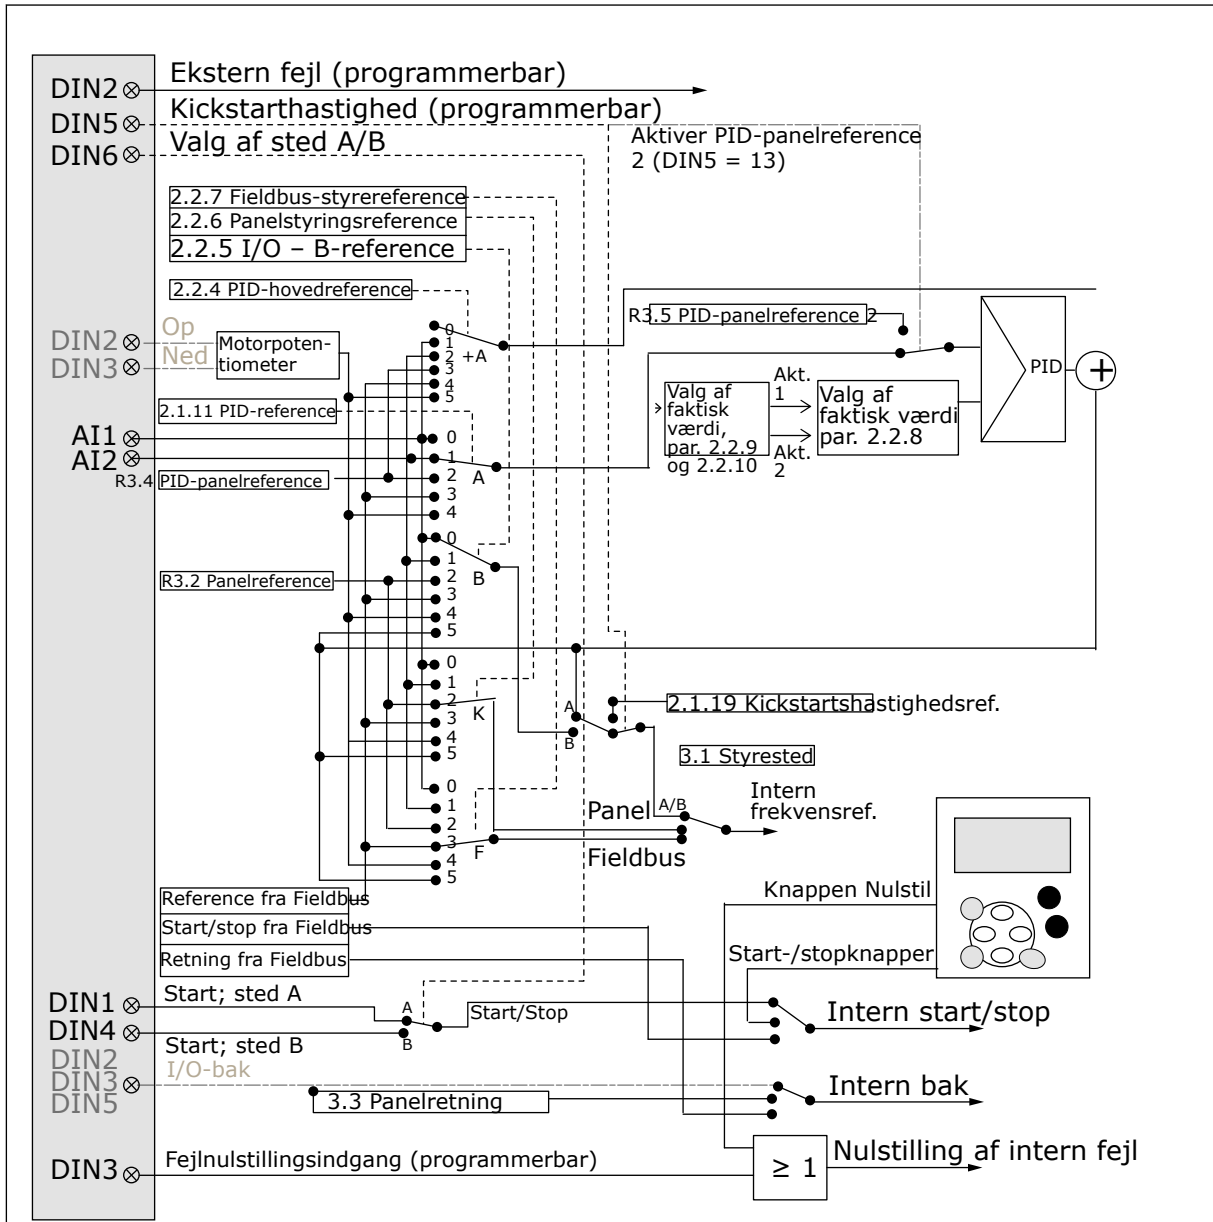 DIN2
Ekstern fejl (programmerbar)
DIN5
Kickstarthastighed (programmerbar)
DIN6
Valg af sted A/B
Aktiver PID-panelreference
2 (DIN5 = 13)
2.2.7 Fieldbus-styrereference
2.2.6 Panelstyringsreference
2.2.5 I/O – B-reference
2.2.4 PID-hovedreference
R3.5 PID-panelreference 2
DIN2
Op
DIN3
Ned
Motorpoten-
tiometer
0
1
2 +A
3
4
5
PID
+
2.1.11 PID-reference
Valg af
faktisk
værdi,
par. 2.2.9
og 2.2.10
Akt.
1
Akt.
2
Valg af
faktisk værdi
par. 2.2.8
AI1
AI2
R3.4 PID-panelreference
0
1
2
3
4
A
R3.2 Panelreference
0
1
2
3
4
5
B
0
1
2
3
4
5
K
A
B
2.1.19 Kickstartshastighedsref.
3.1 Styrested
0
1
2
3
4
5
F
Panel
A/B
Fieldbus
Intern
frekvensref.
Reference fra Fieldbus
Start/stop fra Fieldbus
Retning fra Fieldbus
Knappen Nulstil
Start-/stopknapper
DIN1
Start; sted A
DIN4
Start; sted B
A
B
Start/Stop
Intern start/stop
DIN2
DIN3
DIN5
I/O-bak
3.3 Panelretning
Intern bak
DIN3
Fejlnulstillingsindgang (programmerbar)
≥ 1
Nulstilling af intern fejl